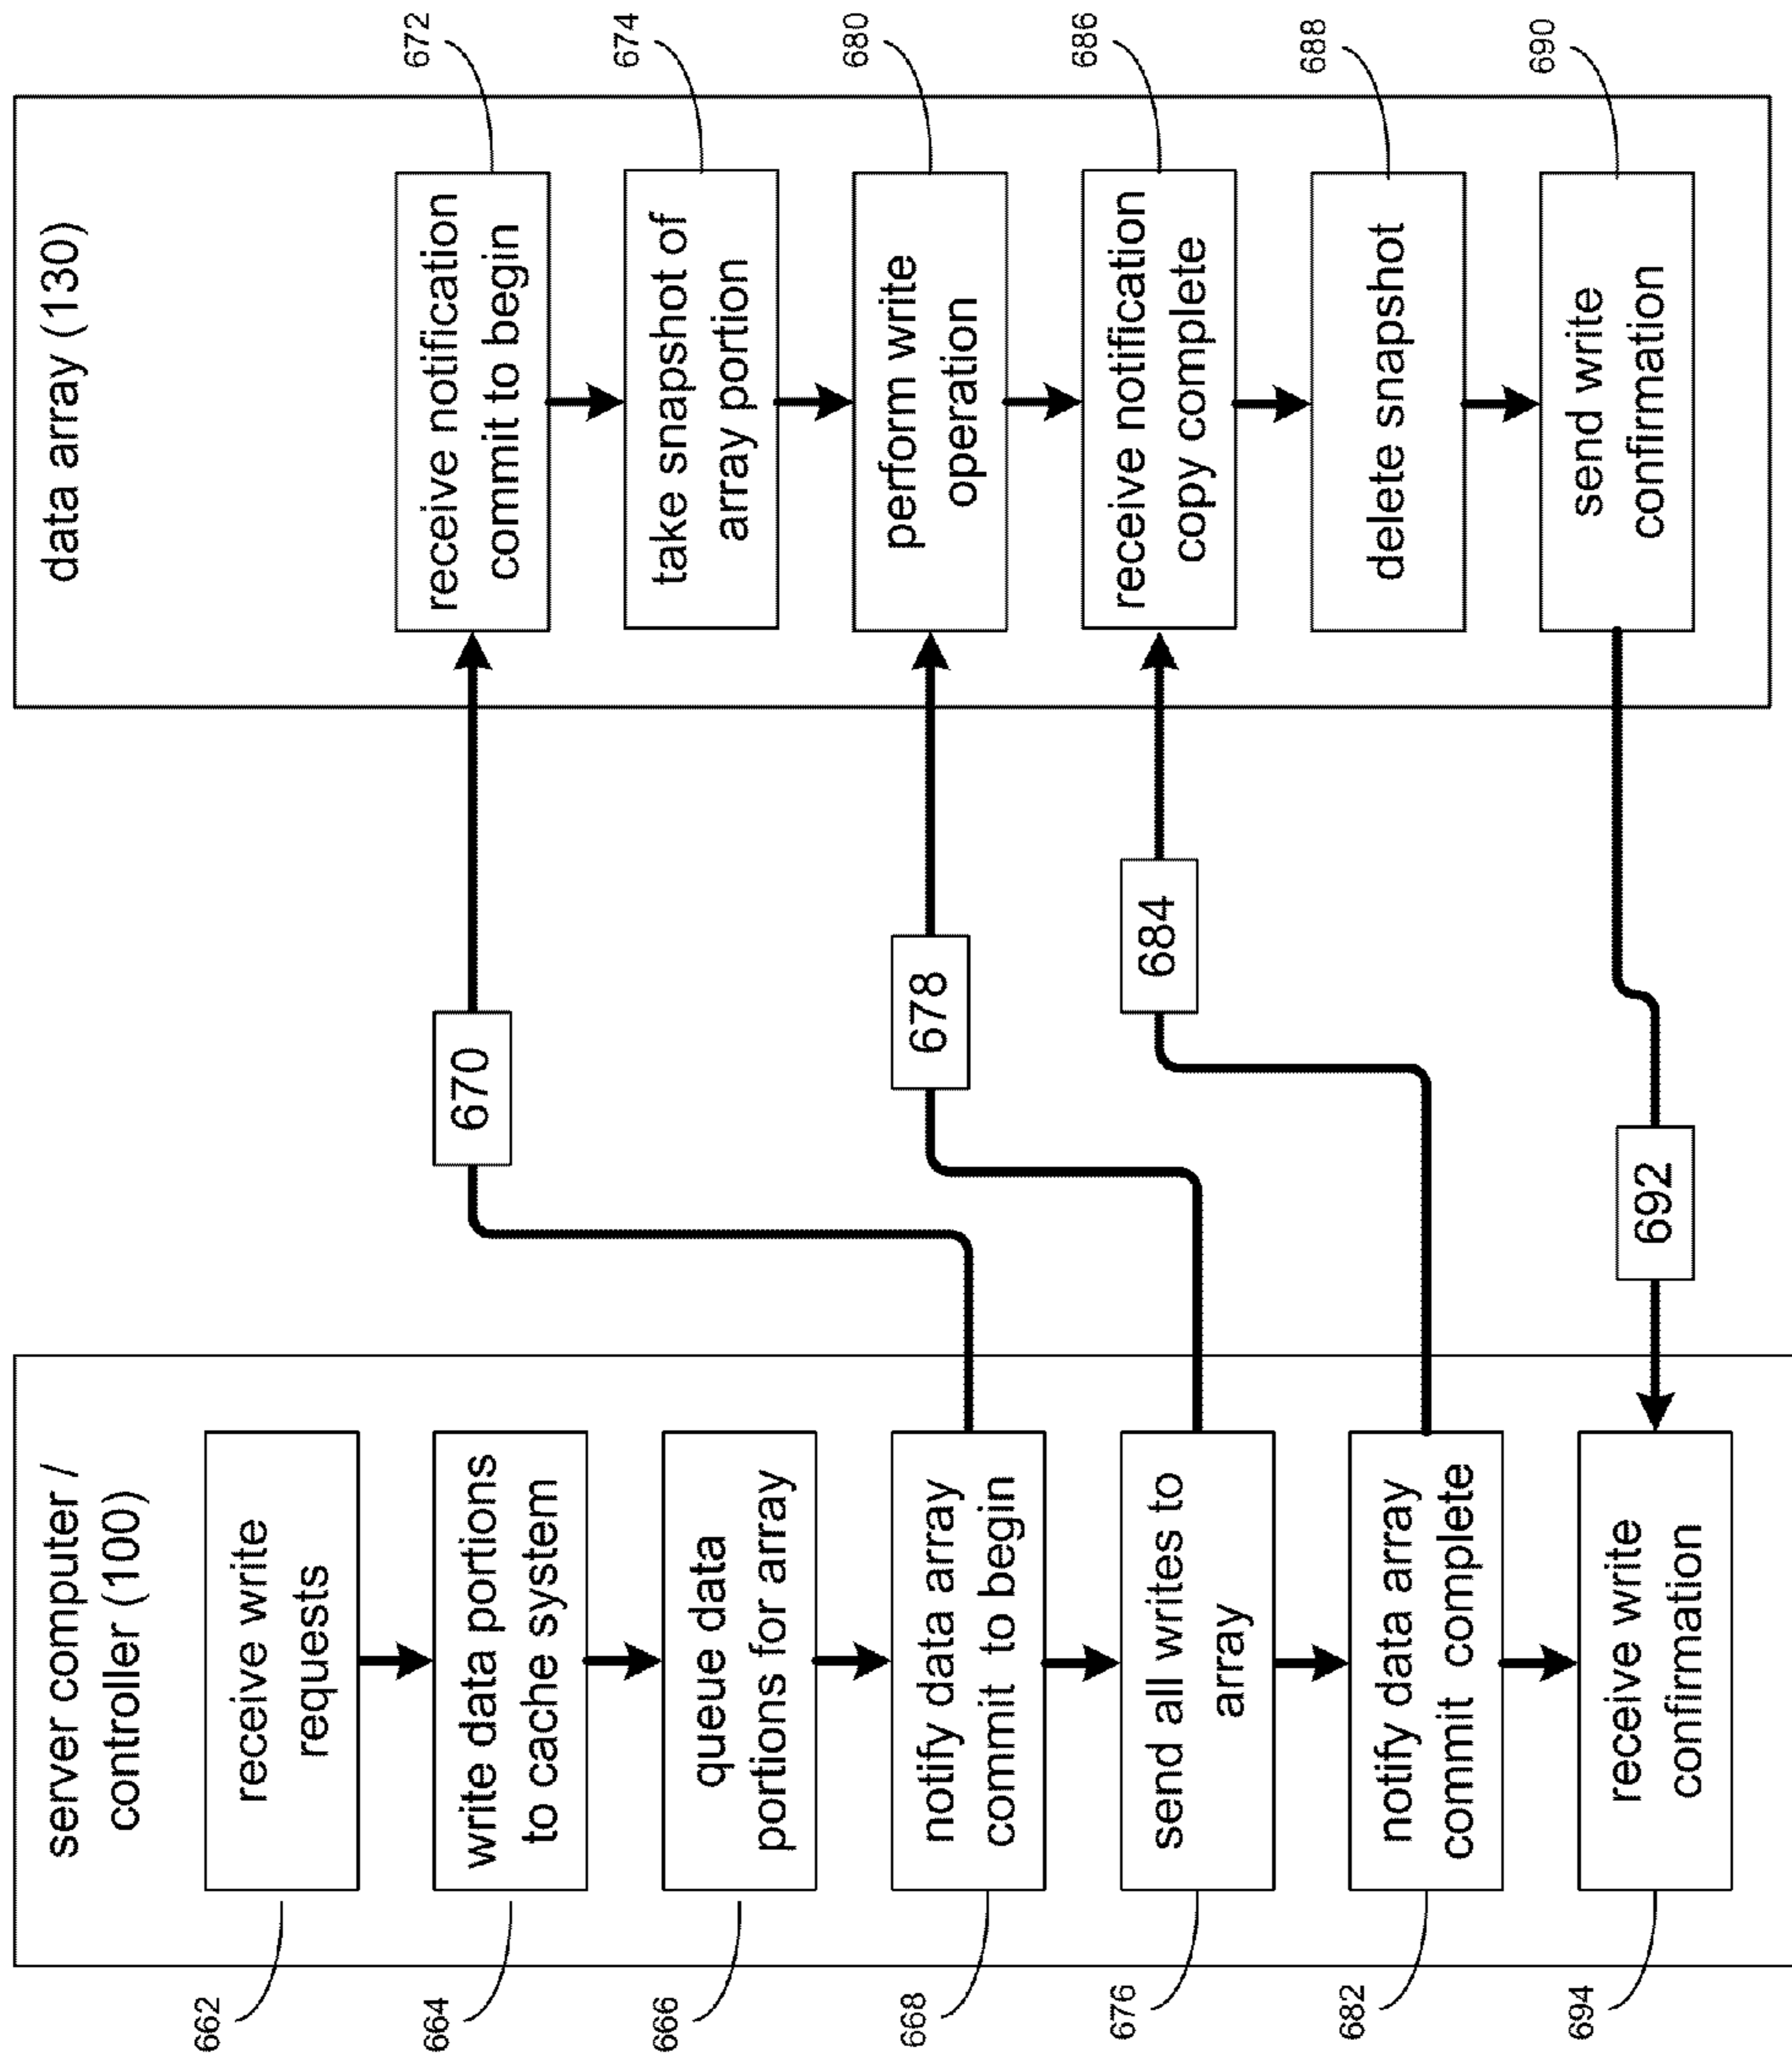 server computer /
controller (100)
662
receive write
requests
664
write data portions
to cache system
666
queue data
portions for array
668
notify data array
commit to begin
676
send all writes to
array
682
notify data array
commit complete
694
receive write
confirmation
670
678
684
692
data array (130)
receive notification
commit to begin
672
take snapshot of
array portion
674
perform write
operation
680
receive notification
copy complete
686
delete snapshot
688
send write
confirmation
690